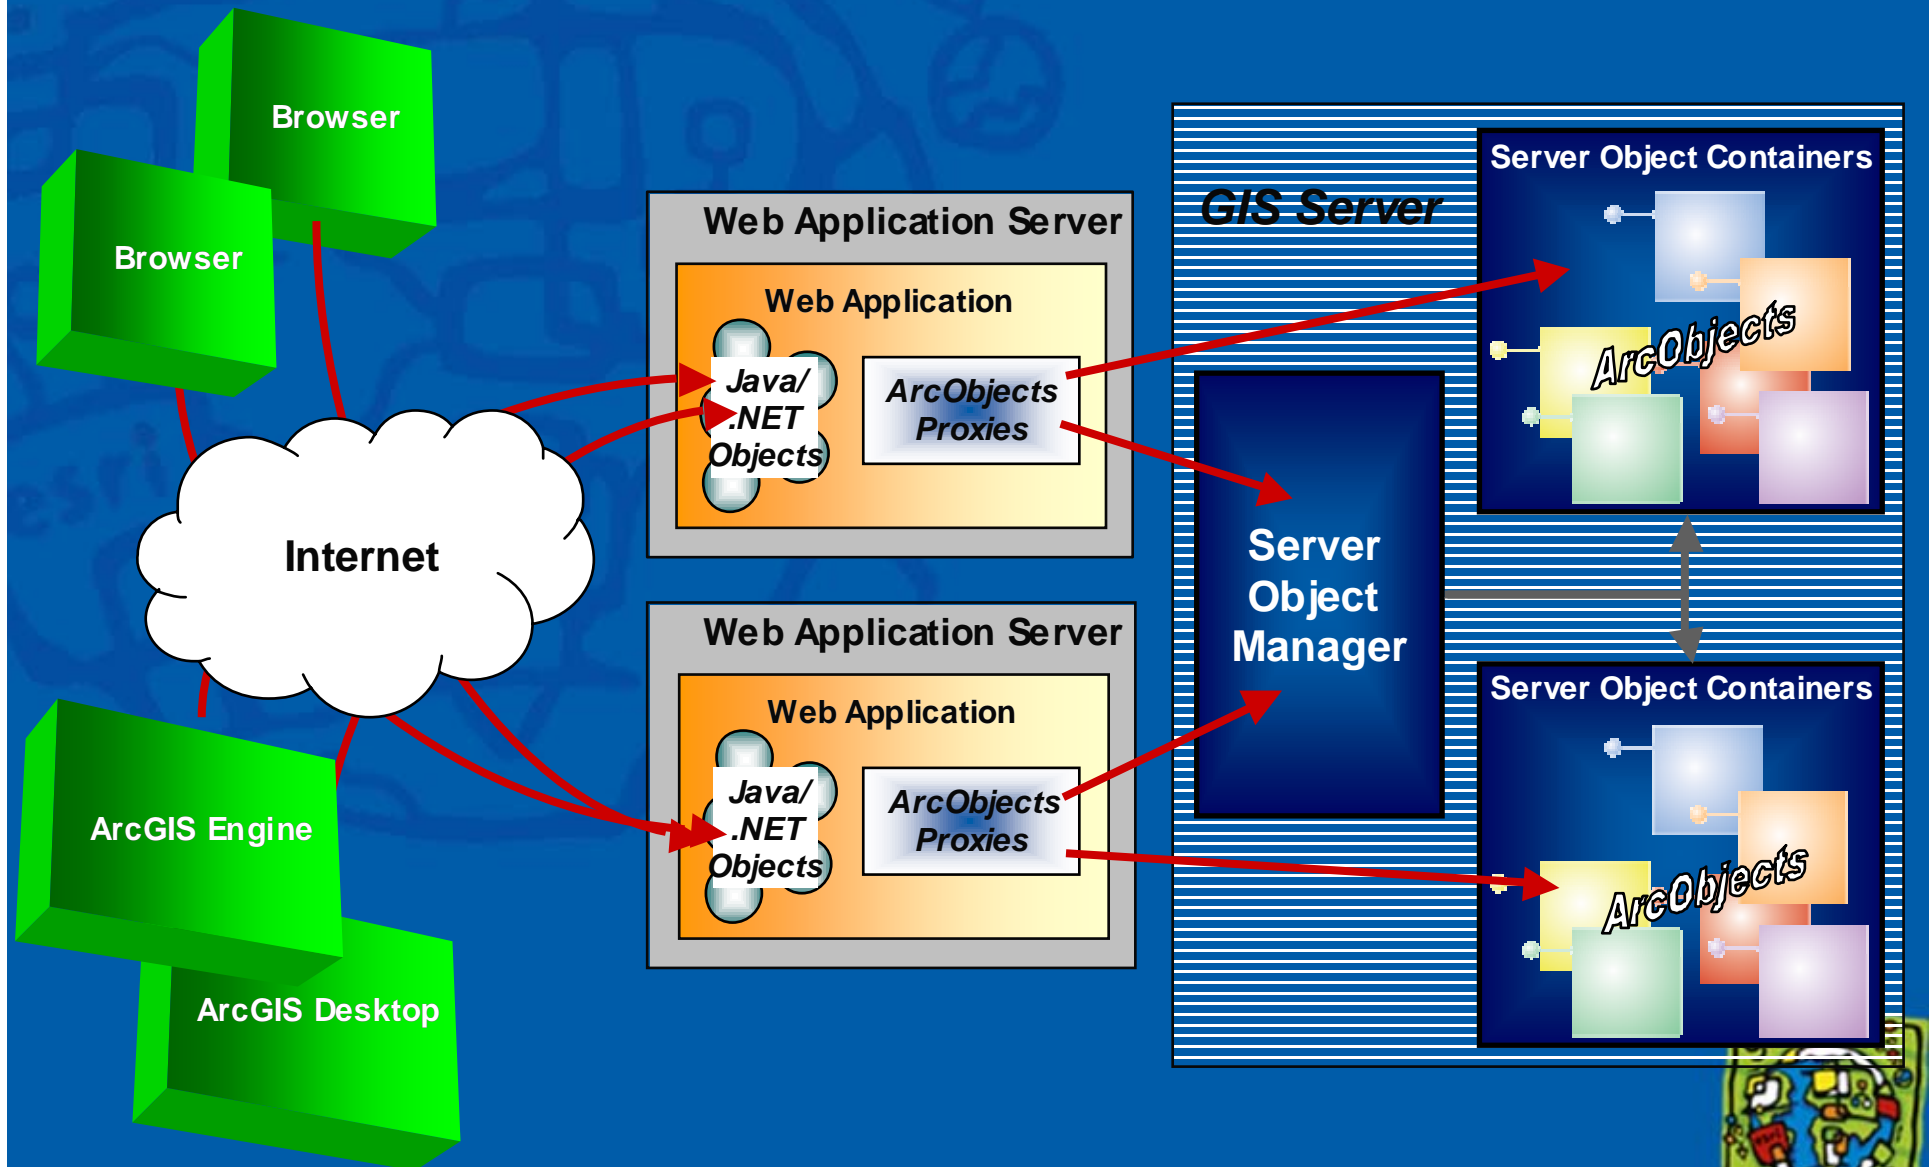 Browser
Browser
Internet
ArcGIS Engine
ArcGIS Desktop
Web Application Server
Web Application
Java/
.NET
Objects
ArcObjects
Proxies
Web Application Server
Web Application
Java/
.NET
Objects
ArcObjects
Proxies
GIS Server
Server
Object
Manager
Server Object Containers
ArcObjects
Server Object Containers
ArcObjects
esri